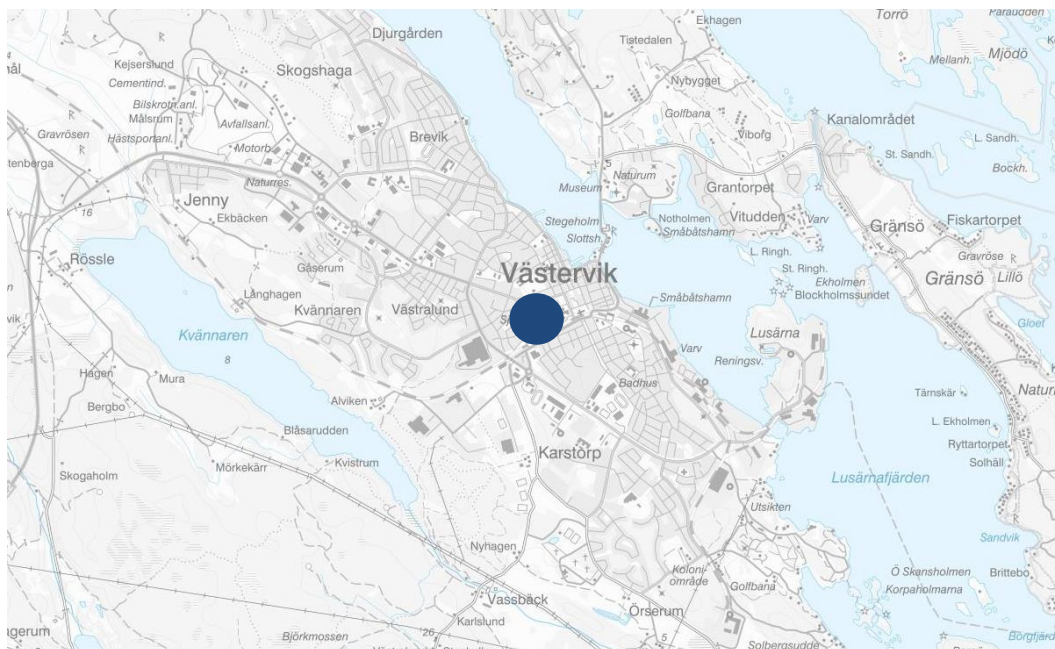 Djurgården
Ekhagen
Torrö
Paraudden
Tistedalen
Mellanh.
Mjödö
Kejserslund
Skogshaga
Cementind.
Nybygget
Golfbana
Bilskrotn.anl.
Målsrum
Avfallsanl.
Gravrösen
Hästsportanl.
Brevik
Viborg
Kanalområdet
L. Sandh.
St. Sandh.
Bockh.
Motorb.
Naturum
Museum
Grantorpet
Naturres.
Jenny
Ekbäcken
Stegeholm
Slottsh.
Notholmen
Småbåtshamn
Vitudden
Varv
Gränsö
Fiskartorpet
16
5
Rössle
Gåserum
Västervik
L. Ringh.
St. Ringh.
Ekholmen
Blockholmssundet
Gravröse
Lillö
Gränsö
Långhagen
Kvännaren
Västralund
Småbåtshamn
Lusärna
Gloet
Kvännaren
8
Varv
Reningsv.
Hagen
Mura
Badhus
Tärnskär
Bergbo
Alviken
L. Ekholmen
Blåsarudden
Ryttartorpet
Karstorp
Solhäll
Skogaholm
Mörkekärr
Kvistrum
Lusärnafjärden
Utsikten
Sandvik
Nyhagen
Koloni-
område
Golfbana
Ö Skansholmen
Brittebo
Korpaholmarna
Vassbäck
Karlslund
Örserum
Björkmossen
26
5
Solbergsudde